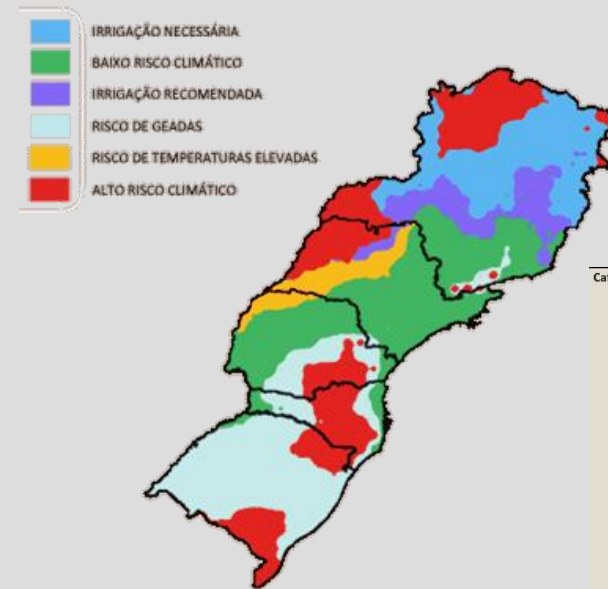 IRRIGAÇÃO NECESSÁRIA
BAIXO RISCO CLIMÁTICO
IRRIGAÇÃO RECOMENDADA
RISCO DE GEADAS
RISCO DE TEMPERATURAS ELEVADAS
ALTO RISCO CLIMÁTICO